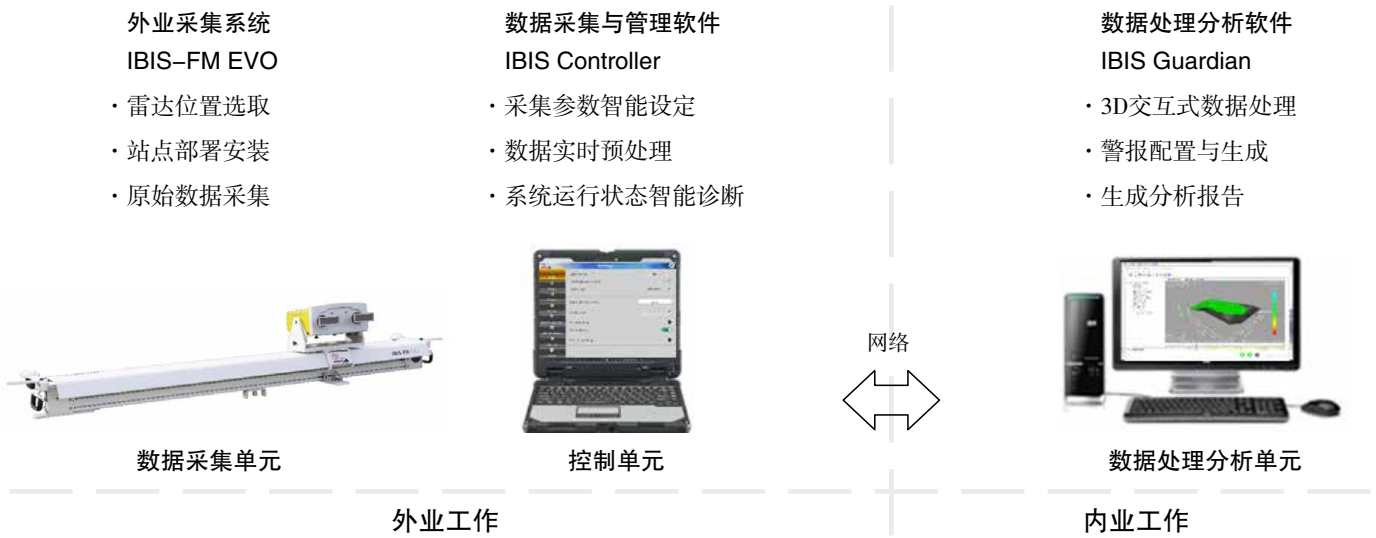 外业采集系统
IBIS-FM EVO
·雷达位置选取
·站点部署安装
·原始数据采集
数据采集与管理软件
IBIS Controller
·采集参数智能设定
·数据实时预处理
·系统运行状态智能诊断
数据处理分析软件
IBIS Guardian
·3D交互式数据处理
·警报配置与生成
·生成分析报告
网络
数据采集单元
控制单元
数据处理分析单元
外业工作
内业工作